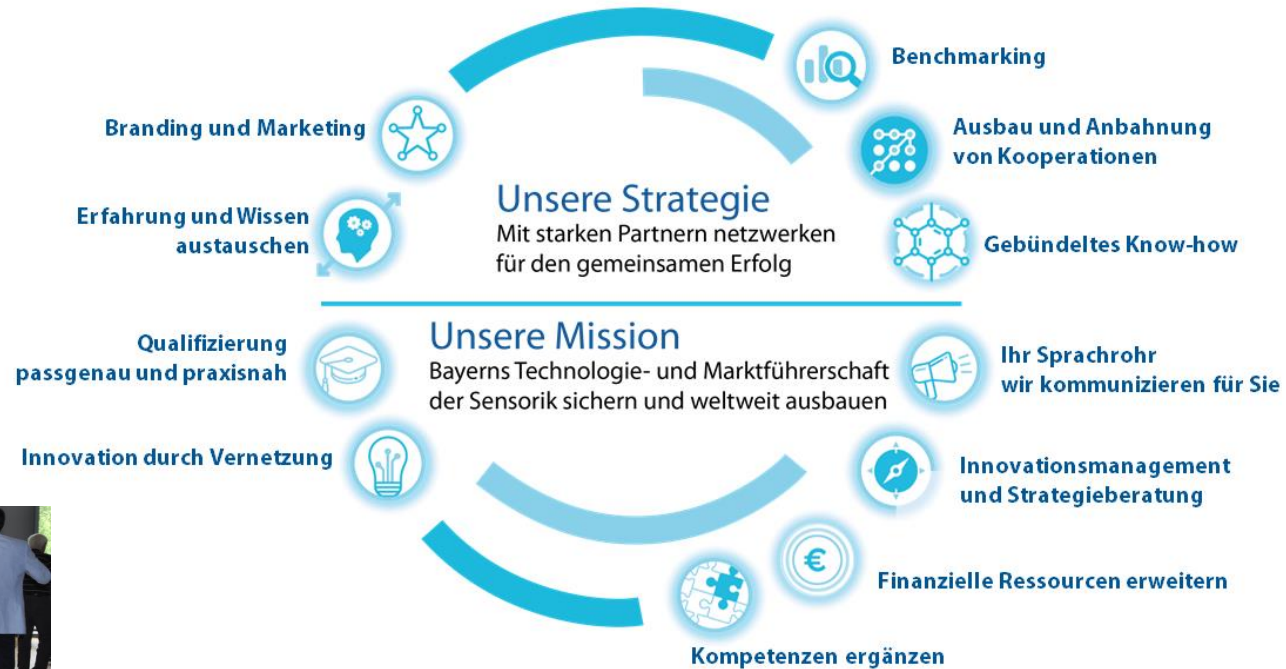 Benchmarking
Branding und Marketing
Ausbau und Anbahnung
von Kooperationen
Erfahrung und Wissen
austauschen
Unsere Strategie
Mit starken Partnern netzwerken
für den gemeinsamen Erfolg
Gebündeltes Know-how
Qualifizierung
passgenau und praxisnah
Unsere Mission
Bayerns Technologie- und Marktführerschaft
der Sensorik sichern und weltweit ausbauen
Ihr Sprachrohr
wir kommunizieren für Sie
Innovation durch Vernetzung
Innovationsmanagement
und Strategieberatung
€
Finanzielle Ressourcen erweitern
Kompetenzen ergänzen